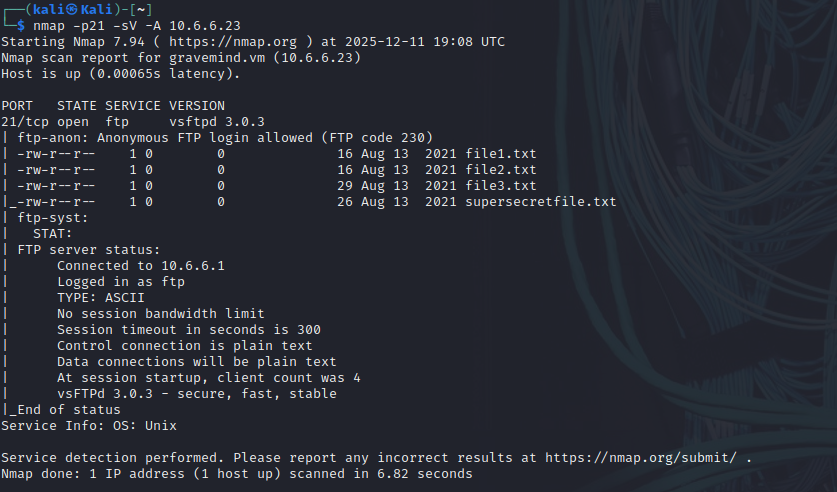 ┌──(kali㉿Kali)-[~]
└─$ nmap -p21 -sV -A 10.6.6.23
Starting Nmap 7.94 ( https://nmap.org ) at 2025-12-11 19:08 UTC
Nmap scan report for gravemind.vm (10.6.6.23)
Host is up (0.00065s latency).

PORT   STATE SERVICE VERSION
21/tcp open  ftp     vsftpd 3.0.3
| ftp-anon: Anonymous FTP login allowed (FTP code 230)
| -rw-r--r--    1 0        0              16 Aug 13  2021 file1.txt
| -rw-r--r--    1 0        0              16 Aug 13  2021 file2.txt
| -rw-r--r--    1 0        0              29 Aug 13  2021 file3.txt
|_-rw-r--r--    1 0        0              26 Aug 13  2021 supersecretfile.txt
| ftp-syst:
|   STAT:
| FTP server status:
|      Connected to 10.6.6.1
|      Logged in as ftp
|      TYPE: ASCII
|      No session bandwidth limit
|      Session timeout in seconds is 300
|      Control connection is plain text
|      Data connections will be plain text
|      At session startup, client count was 4
|      vsFTPd 3.0.3 - secure, fast, stable
|_End of status
Service Info: OS: Unix

Service detection performed. Please report any incorrect results at https://nmap.org/submit/ .
Nmap done: 1 IP address (1 host up) scanned in 6.82 seconds